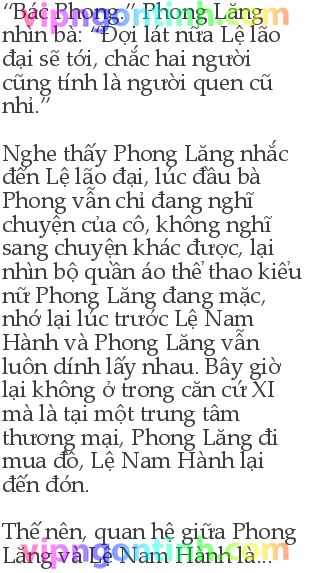 “Bác Phong.” Phong Lăng
nhìn bà: “Đợi lát nữa Lệ lão
đại sẽ tới, chắc hai người
cũng tính là người quen cũ
nhỉ.”
Nghe thấy Phong Lăng nhắc
đến Lệ lão đại, lúc đầu bà
Phong vẫn chỉ đang nghĩ
chuyện của cô, không nghĩ
sang chuyện khác được, lại
nhìn bộ quần áo thể thao kiểu
nữ Phong Lăng đang mặc,
nhớ lại lúc trước Lệ Nam
Hành và Phong Lăng vẫn
luôn dính lấy nhau. Bây giờ
lại không ở trong căn cứ XI
mà là tại một trung tâm
thương mại, Phong Lăng đi
mua đồ, Lệ Nam Hành lại
đến đón.
Thế nên, quan hệ giữa Phong
Lăng và Lệ Nam Hành là...
vipngontinh.com
vipngontinh.com